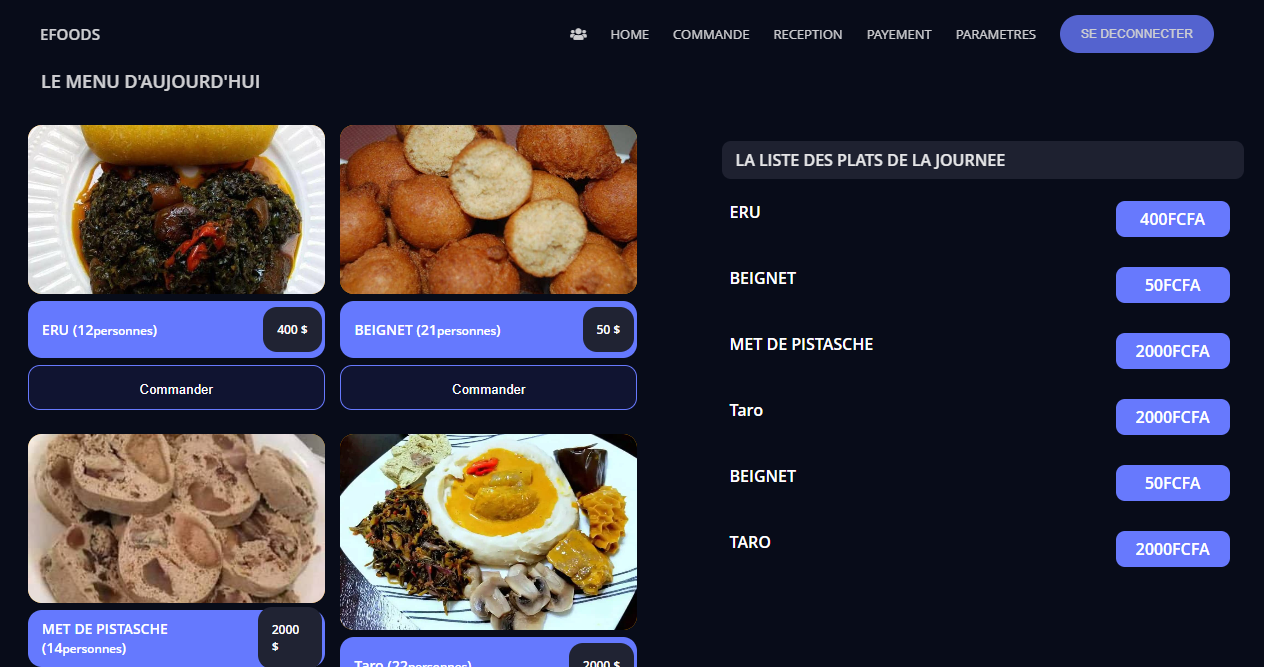 EFOODS
HOME
COMMANDE
RECEPTION
PAYEMENT
PARAMETRES
SE DECONNECTER
LE MENU D'AUJOURD'HUI
ERU (12personnes)
400 $
Commander
BEIGNET (21personnes)
50 $
Commander
MET DE PISTASCHE
(14personnes)
2000
$
Taro (22personnes)
2000 $
LA LISTE DES PLATS DE LA JOURNEE
ERU
400FCFA
BEIGNET
50FCFA
MET DE PISTASCHE
2000FCFA
Taro
2000FCFA
BEIGNET
50FCFA
TARO
2000FCFA